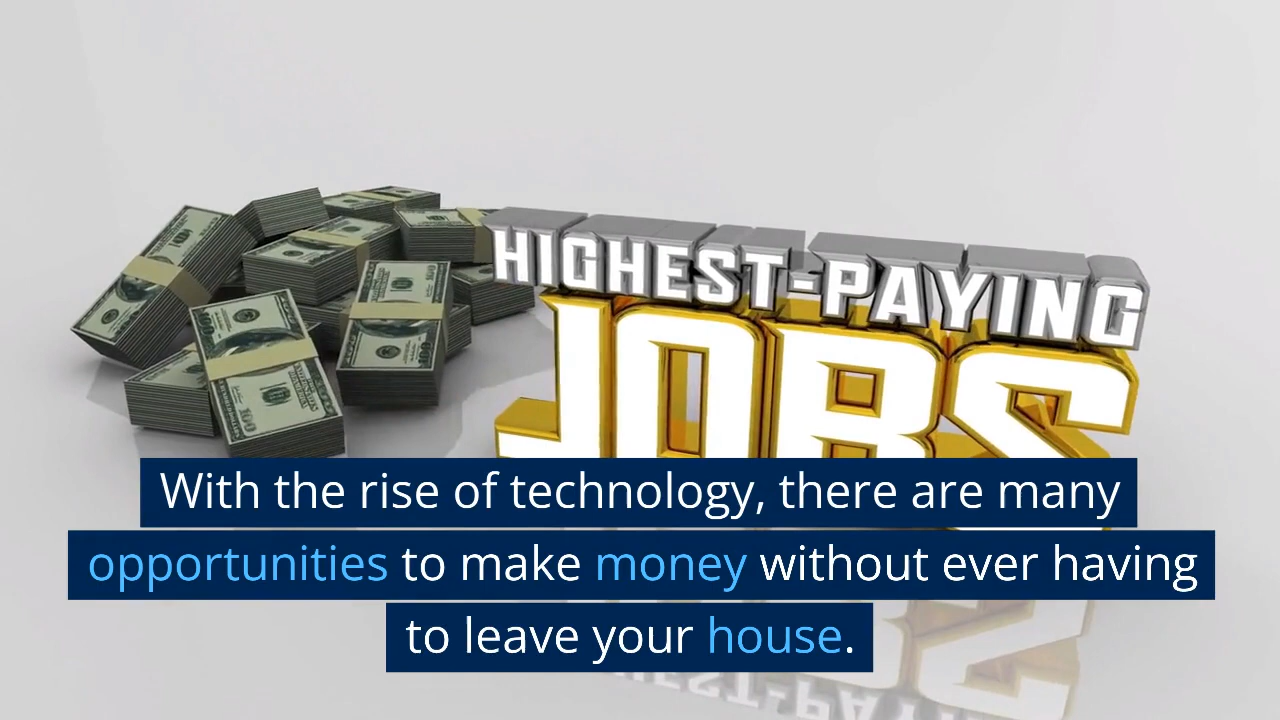 HIGHEST-PAYING
JOBS
With the rise of technology, there are many
opportunities to make money without ever having
to leave your house.